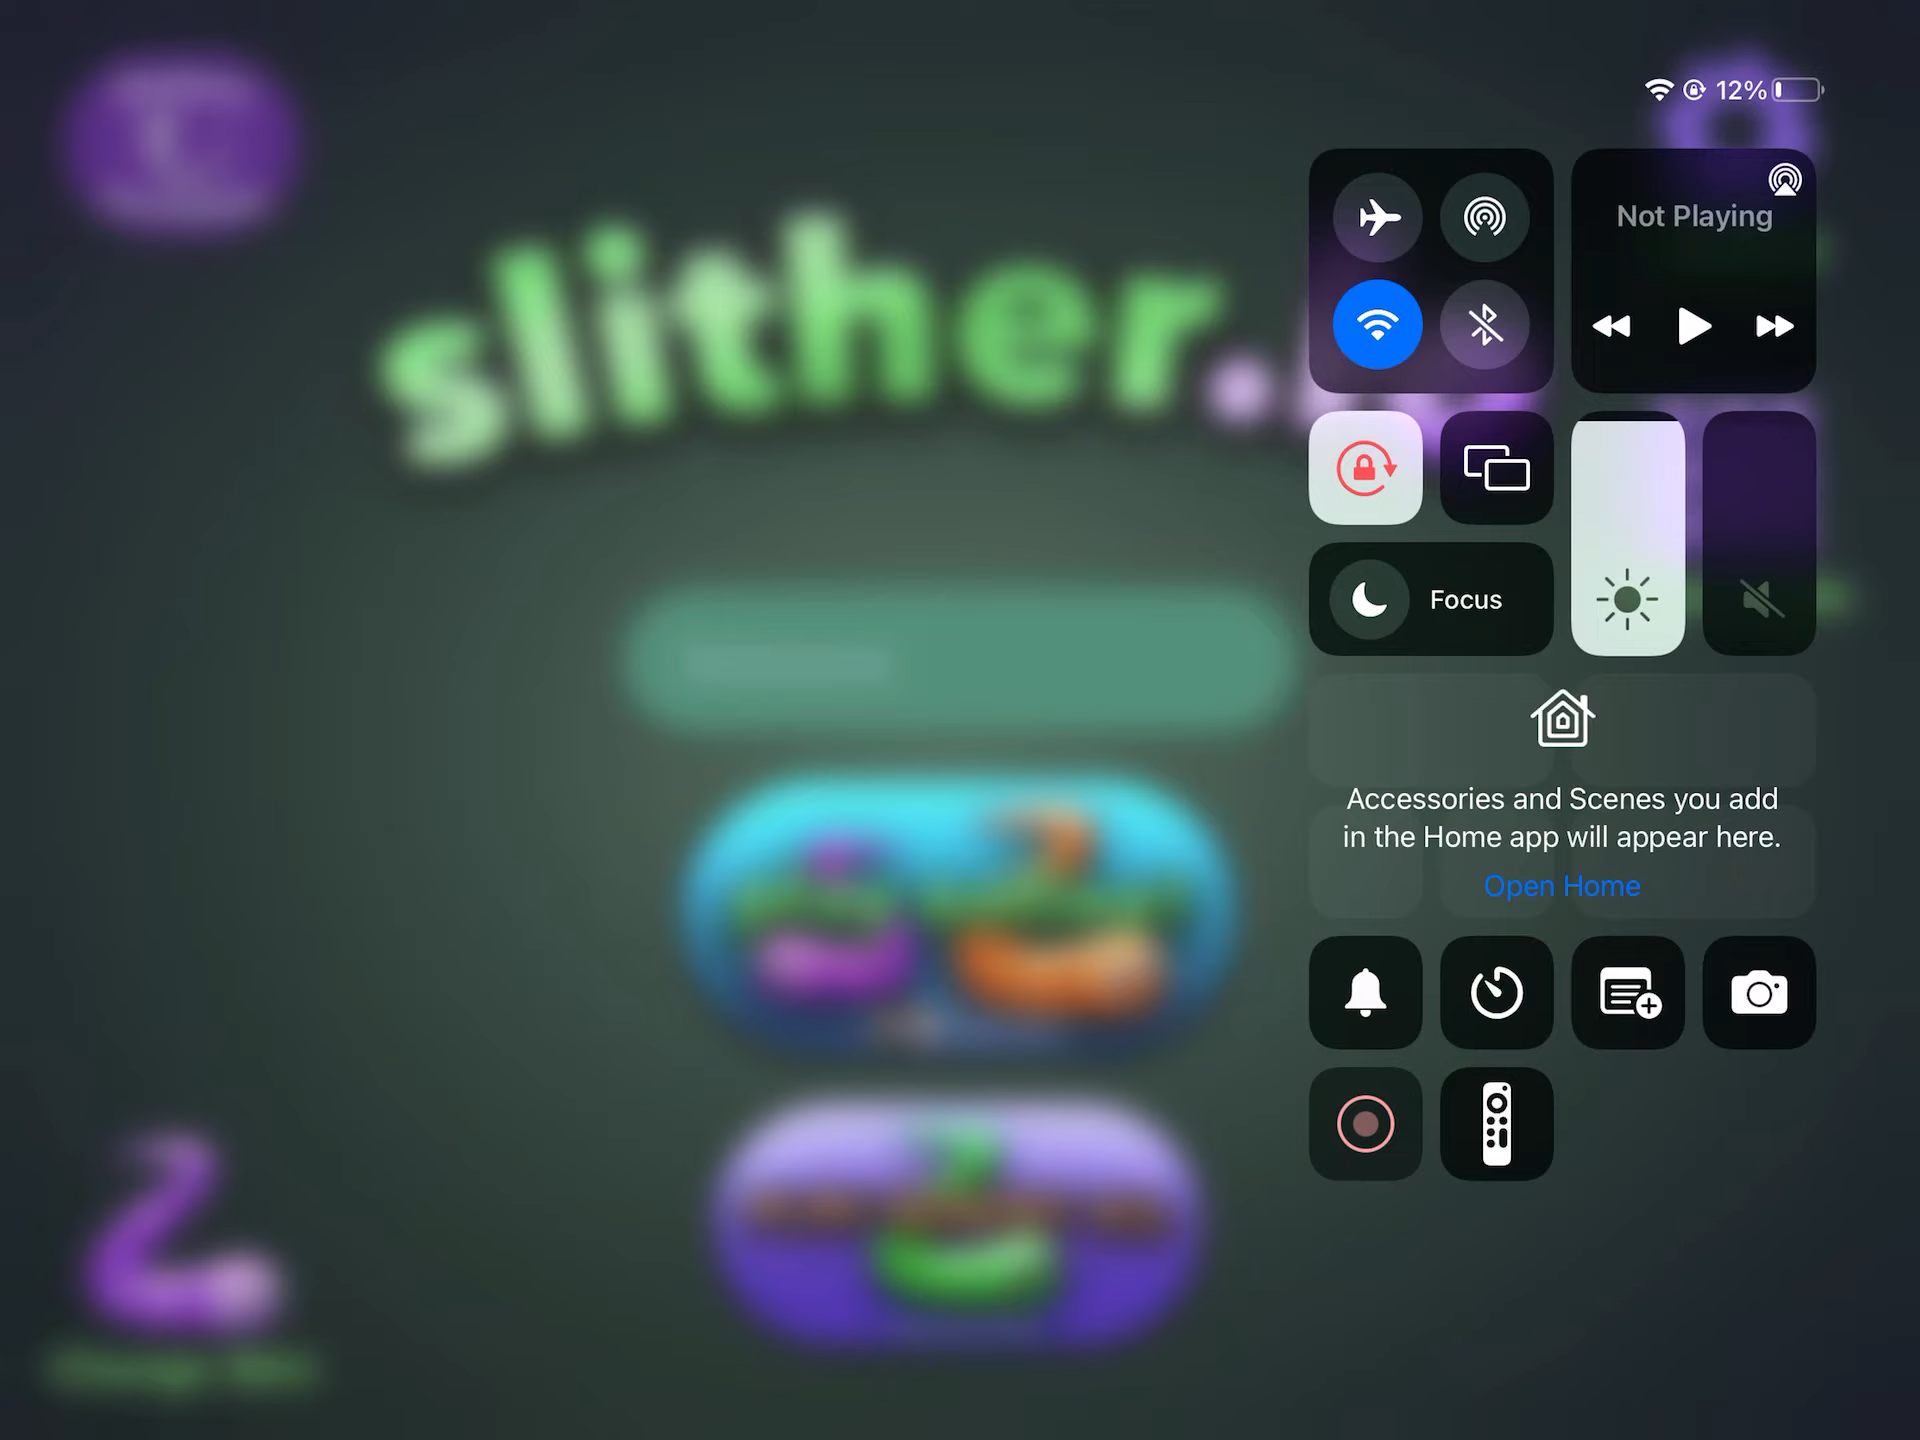 12%
slither.
Not Playing
Focus
Accessories and Scenes you add
in the Home app will appear here.
Open Home